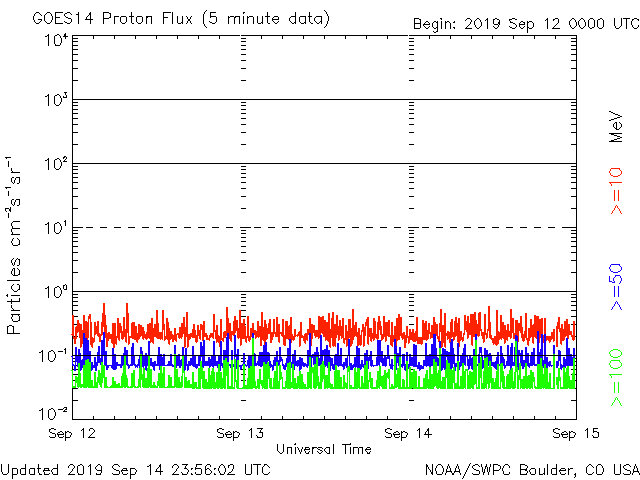 GOES14 Proton Flux (5 minute data)
Begin: 2019 Sep 12 0000 UTC
10⁴
10³
10²
10¹
10⁰
10⁻¹
10⁻²
Particles cm⁻²s⁻¹sr⁻¹
MeV
>=10
>=50
>=100
Sep 12
Sep 13
Sep 14
Sep 15
Universal Time
Updated 2019 Sep 14 23:56:02 UTC
NOAA/SWPC Boulder, CO USA